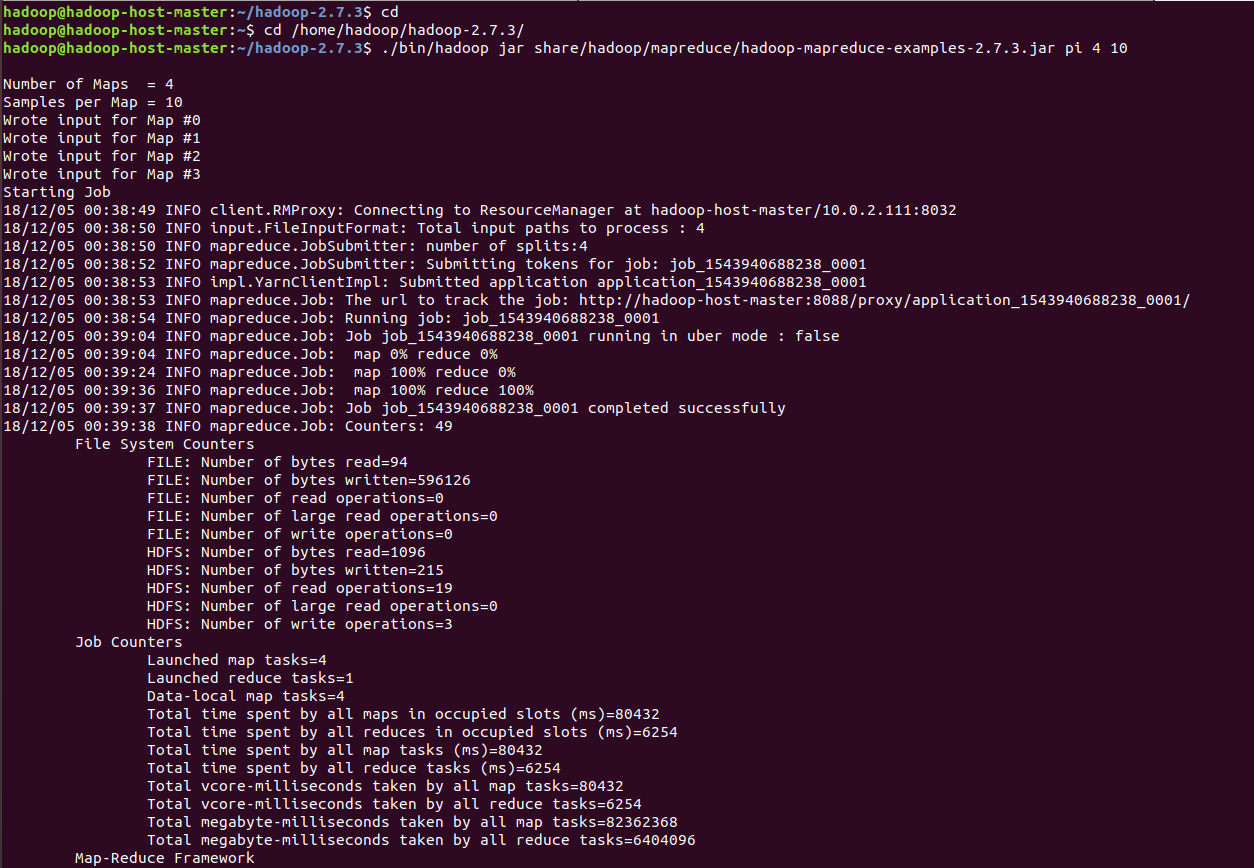 hadoop@hadoop-host-master:~/hadoop-2.7.3$ cd
hadoop@hadoop-host-master:~$ cd /home/hadoop/hadoop-2.7.3/
hadoop@hadoop-host-master:~/hadoop-2.7.3$ ./bin/hadoop jar share/hadoop/mapreduce/hadoop-mapreduce-examples-2.7.3.jar pi 4 10
Number of Maps  = 4
Samples per Map = 10
Wrote input for Map #0
Wrote input for Map #1
Wrote input for Map #2
Wrote input for Map #3
Starting Job
18/12/05 00:38:49 INFO client.RMProxy: Connecting to ResourceManager at hadoop-host-master/10.0.2.111:8032
18/12/05 00:38:50 INFO input.FileInputFormat: Total input paths to process : 4
18/12/05 00:38:50 INFO mapreduce.JobSubmitter: number of splits:4
18/12/05 00:38:52 INFO mapreduce.JobSubmitter: Submitting tokens for job: job_1543940688238_0001
18/12/05 00:38:53 INFO impl.YarnClientImpl: Submitted application application_1543940688238_0001
18/12/05 00:38:53 INFO mapreduce.Job: The url to track the job: http://hadoop-host-master:8088/proxy/application_1543940688238_0001/
18/12/05 00:38:54 INFO mapreduce.Job: Running job: job_1543940688238_0001
18/12/05 00:39:04 INFO mapreduce.Job: Job job_1543940688238_0001 running in uber mode : false
18/12/05 00:39:04 INFO mapreduce.Job:  map 0% reduce 0%
18/12/05 00:39:24 INFO mapreduce.Job:  map 100% reduce 0%
18/12/05 00:39:36 INFO mapreduce.Job:  map 100% reduce 100%
18/12/05 00:39:37 INFO mapreduce.Job: Job job_1543940688238_0001 completed successfully
18/12/05 00:39:38 INFO mapreduce.Job: Counters: 49
File System Counters
FILE: Number of bytes read=94
FILE: Number of bytes written=596126
FILE: Number of read operations=0
FILE: Number of large read operations=0
FILE: Number of write operations=0
HDFS: Number of bytes read=1096
HDFS: Number of bytes written=215
HDFS: Number of read operations=19
HDFS: Number of large read operations=0
HDFS: Number of write operations=3
Job Counters
Launched map tasks=4
Launched reduce tasks=1
Data-local map tasks=4
Total time spent by all maps in occupied slots (ms)=80432
Total time spent by all reduces in occupied slots (ms)=6254
Total time spent by all map tasks (ms)=80432
Total time spent by all reduce tasks (ms)=6254
Total vcore-milliseconds taken by all map tasks=80432
Total vcore-milliseconds taken by all reduce tasks=6254
Total megabyte-milliseconds taken by all map tasks=82362368
Total megabyte-milliseconds taken by all reduce tasks=6404096
Map-Reduce Framework